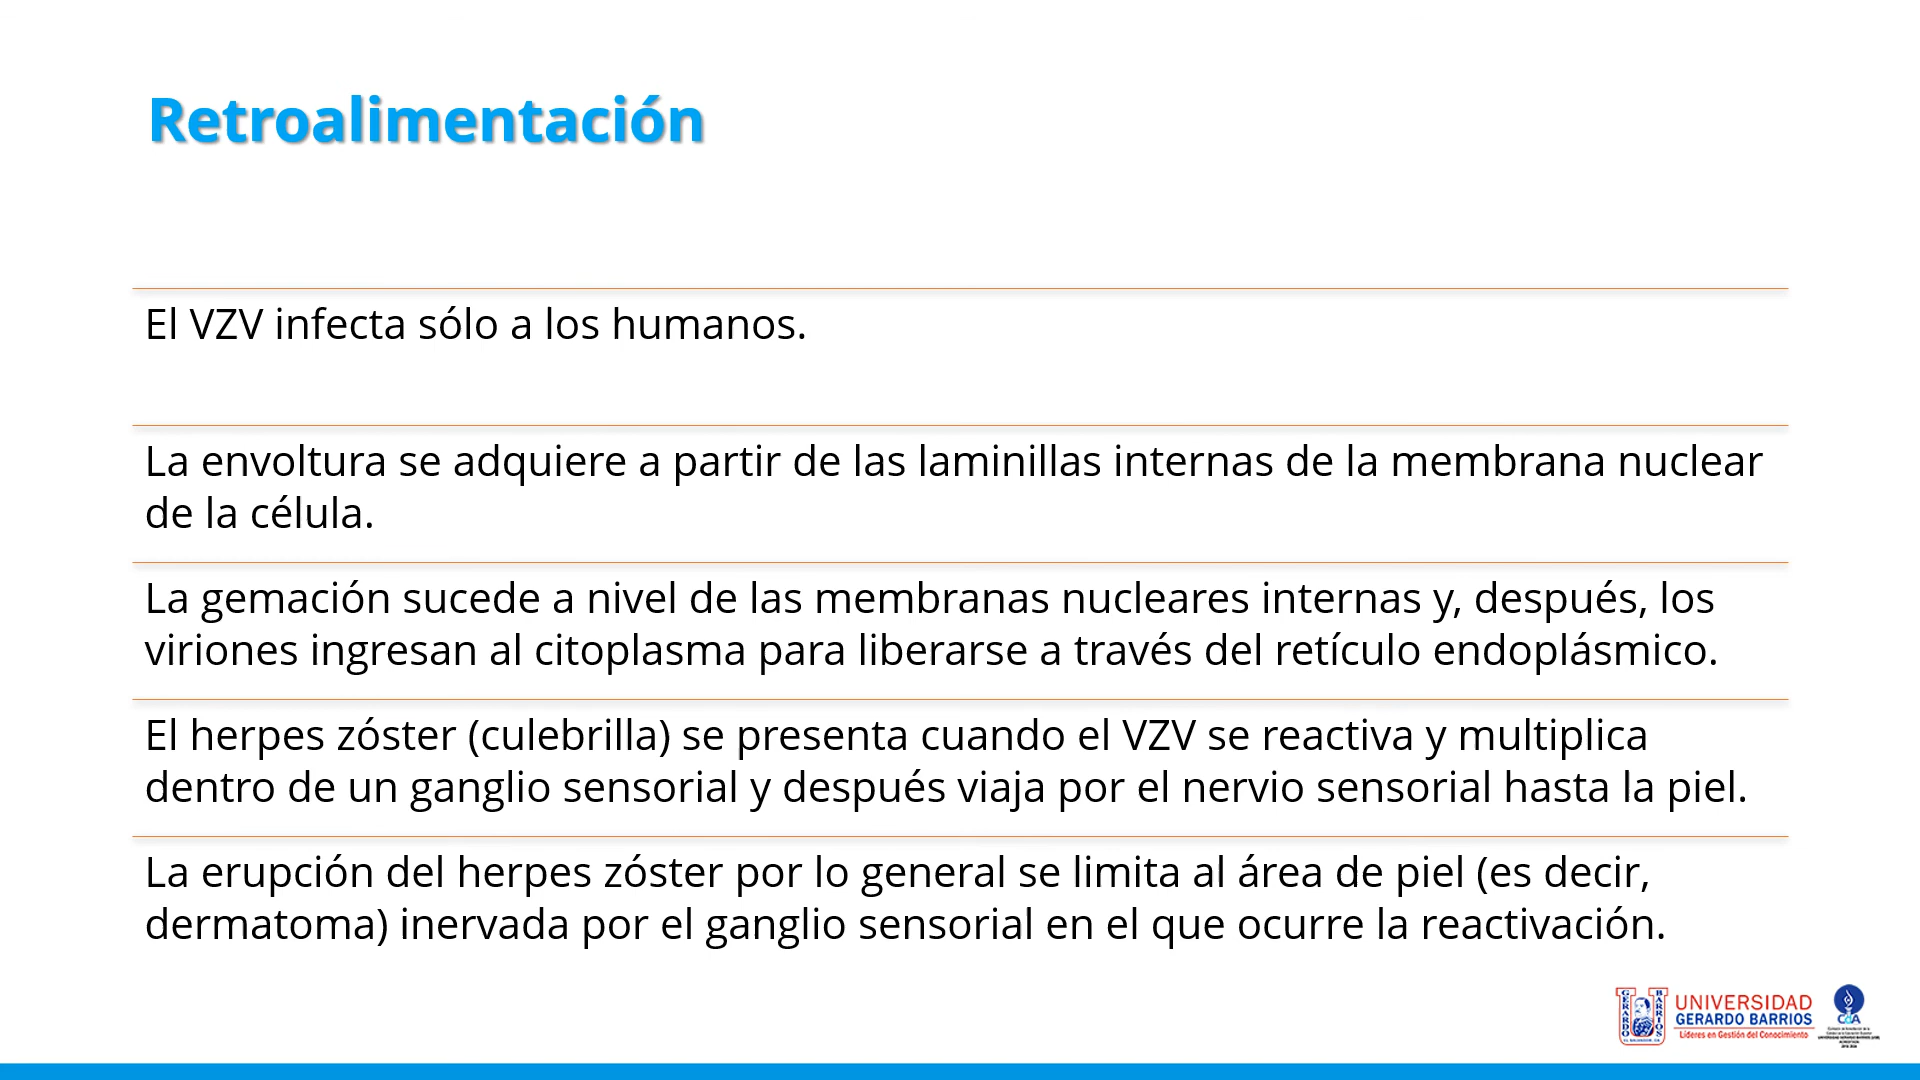 Retroalimentación
El VZV infecta sólo a los humanos.
La envoltura se adquiere a partir de las laminillas internas de la membrana nuclear
de la célula.
La gemación sucede a nivel de las membranas nucleares internas y, después, los
viriones ingresan al citoplasma para liberarse a través del retículo endoplásmico.
El herpes zóster (culebrilla) se presenta cuando el VZV se reactiva y multiplica
dentro de un ganglio sensorial y después viaja por el nervio sensorial hasta la piel.
La erupción del herpes zóster por lo general se limita al área de piel (es decir,
dermatoma) inervada por el ganglio sensorial en el que ocurre la reactivación.
GERARDO
BARRIOS
UNIVERSIDAD
GERARDO BARRIOS
Líderes en Gestión del Conocimiento